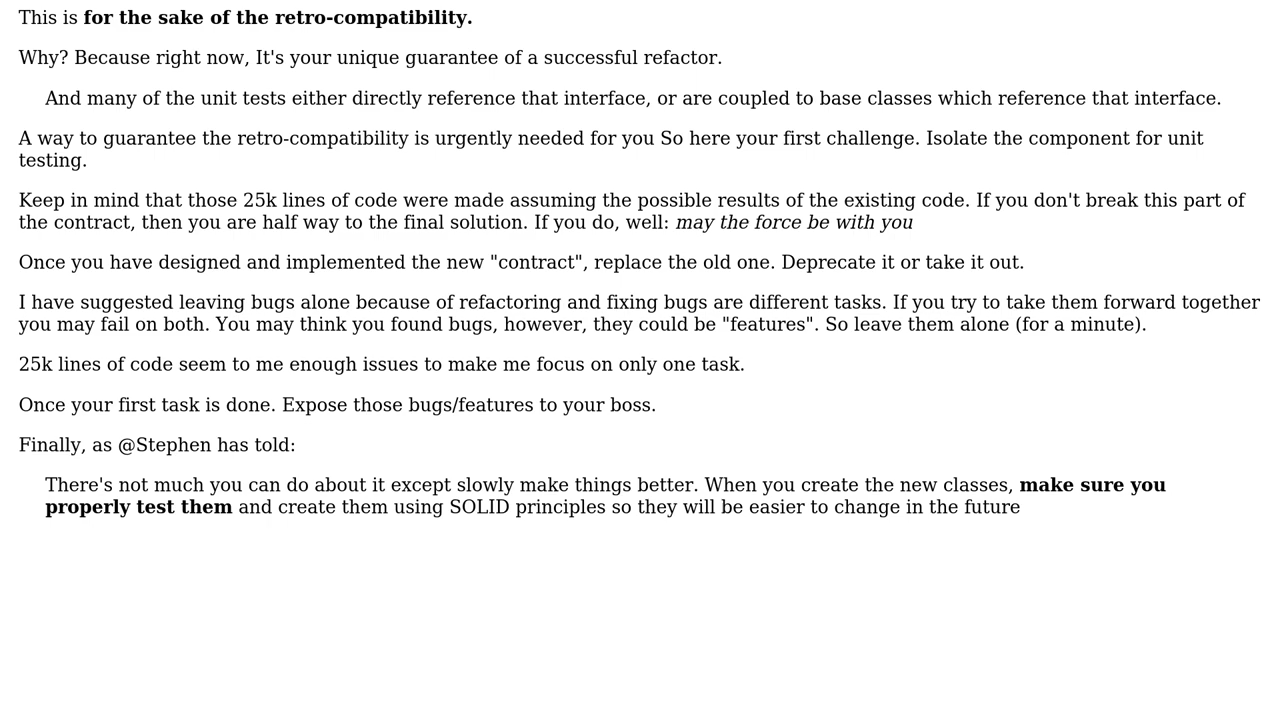 This is for the sake of the retro-compatibility.
Why? Because right now, It's your unique guarantee of a successful refactor.
And many of the unit tests either directly reference that interface, or are coupled to base classes which reference that interface.
A way to guarantee the retro-compatibility is urgently needed for you So here your first challenge. Isolate the component for unit
testing.
Keep in mind that those 25k lines of code were made assuming the possible results of the existing code. If you don't break this part of
the contract, then you are half way to the final solution. If you do, well: may the force be with you
Once you have designed and implemented the new "contract", replace the old one. Deprecate it or take it out.
I have suggested leaving bugs alone because of refactoring and fixing bugs are different tasks. If you try to take them forward together
you may fail on both. You may think you found bugs, however, they could be "features". So leave them alone (for a minute).
25k lines of code seem to me enough issues to make me focus on only one task.
Once your first task is done. Expose those bugs/features to your boss.
Finally, as @Stephen has told:
There's not much you can do about it except slowly make things better. When you create the new classes, make sure you
properly test them and create them using SOLID principles so they will be easier to change in the future